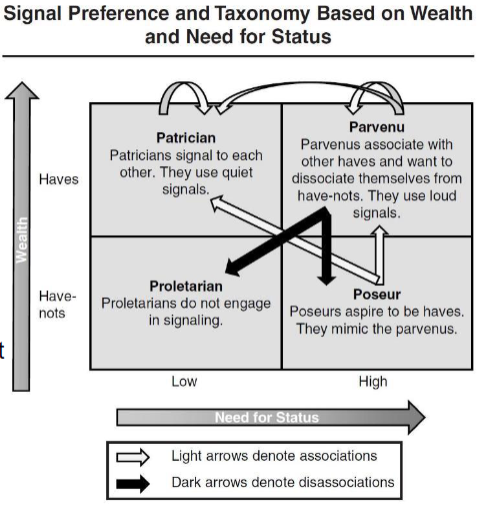 Signal Preference and Taxonomy Based on Wealth
and Need for Status
Patrician
Patricians signal to each
other. They use quiet
signals.
Parvenu
Parvenus associate with
other haves and want to
dissociate themselves from
have-nots. They use loud
signals.
Haves
Wealth
Have-
nots
Proletarian
Proletarians do not engage
in signaling.
Poseur
Poseurs aspire to be haves.
They mimic the parvenus.
t
Low
High
Need for Status
Light arrows denote associations
Dark arrows denote disassociations